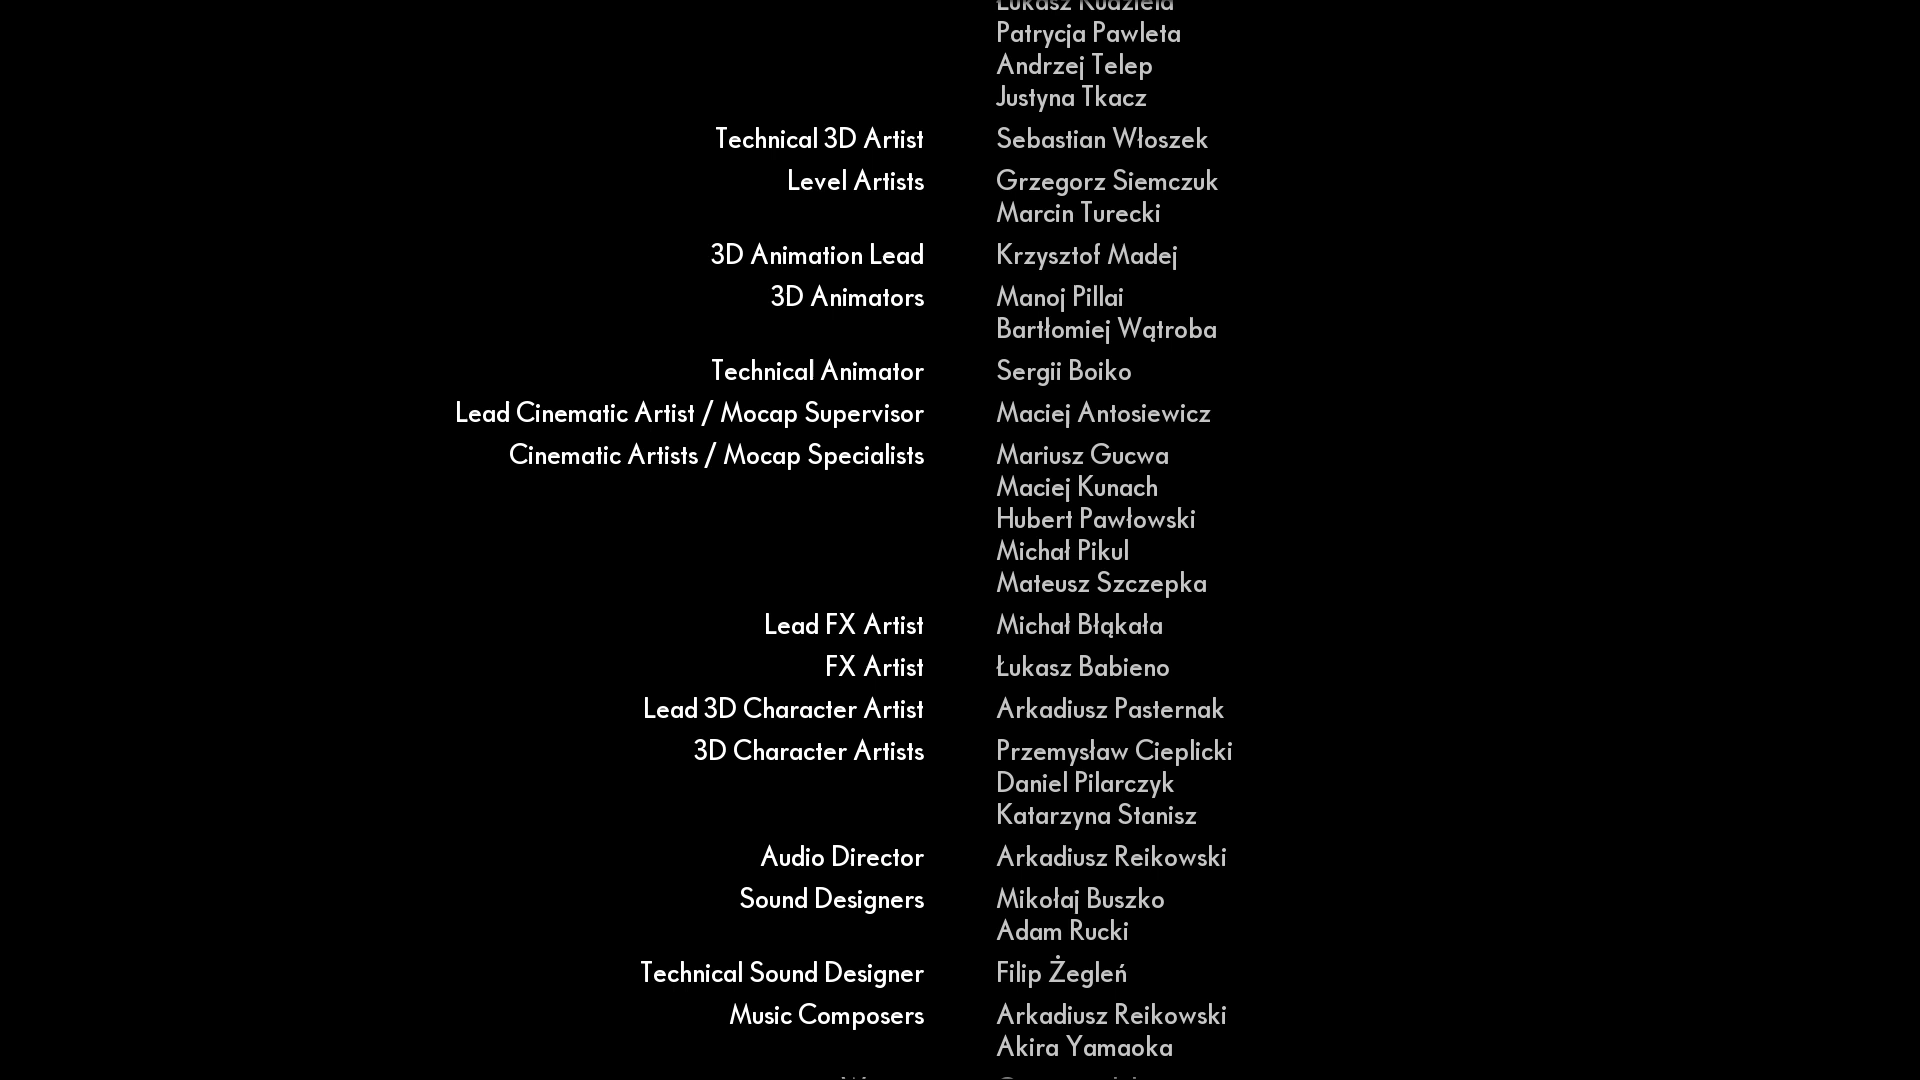 Łukasz Kudziela
Patrycja Pawleta
Andrzej Telep
Justyna Tkacz
Technical 3D Artist Sebastian Włoszek
Level Artists Grzegorz Siemczuk
Marcin Turecki
3D Animation Lead Krzysztof Madej
3D Animators Manoj Pillai
Bartłomiej Wątroba
Technical Animator Sergii Boiko
Lead Cinematic Artist / Mocap Supervisor Maciej Antosiewicz
Cinematic Artists / Mocap Specialists Mariusz Gucwa
Maciej Kunach
Hubert Pawłowski
Michał Pikul
Mateusz Szczepka
Lead FX Artist Michał Błąkała
FX Artist Łukasz Babieno
Lead 3D Character Artist Arkadiusz Pasternak
3D Character Artists Przemysław Cieplicki
Daniel Pilarczyk
Katarzyna Stanisz
Audio Director Arkadiusz Reikowski
Sound Designers Mikołaj Buszko
Adam Rucki
Technical Sound Designer Filip Żegleń
Music Composers Arkadiusz Reikowski
Akira Yamaoka